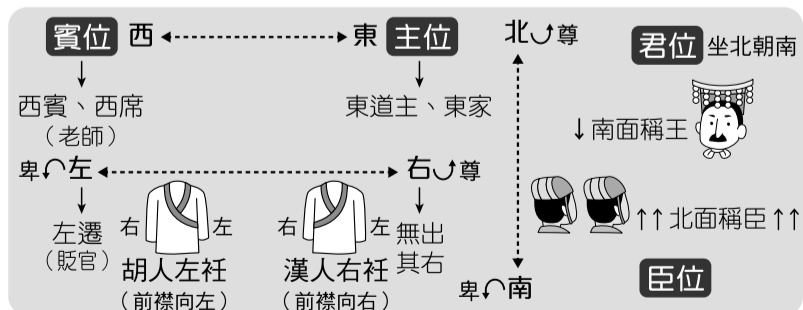 賓位 西 東 主位
西賓、西席
（老師）
東道主、東家
卑 左 右 尊
左遷
（貶官）
右 左
胡人左衽
（前襟向左）
右 左
漢人右衽
（前襟向右）
無出
其右
北 尊
卑 南
君位 坐北朝南
↓南面稱王
↑↑北面稱臣↑↑
臣位